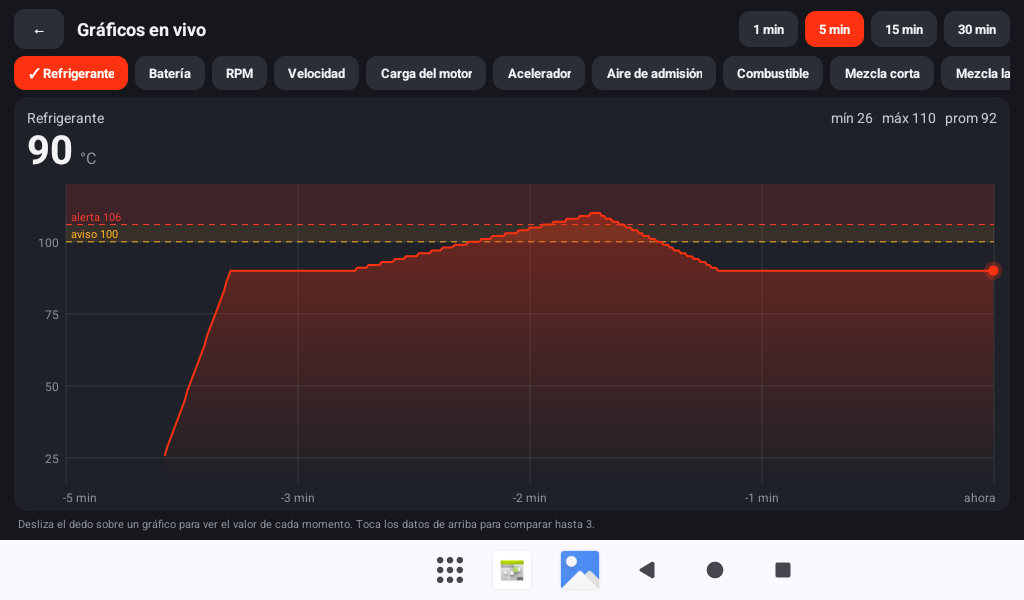 ←
Gráficos en vivo
1 min
5 min
15 min
30 min
✓ Refrigerante
Batería
RPM
Velocidad
Carga del motor
Acelerador
Aire de admisión
Combustible
Mezcla corta
Mezcla la
Refrigerante
mín 26 máx 110 prom 92
90 °C
alerta 106
aviso 100
100
75
50
25
-5 min
-3 min
-2 min
-1 min
ahora
Desliza el dedo sobre un gráfico para ver el valor de cada momento. Toca los datos de arriba para comparar hasta 3.